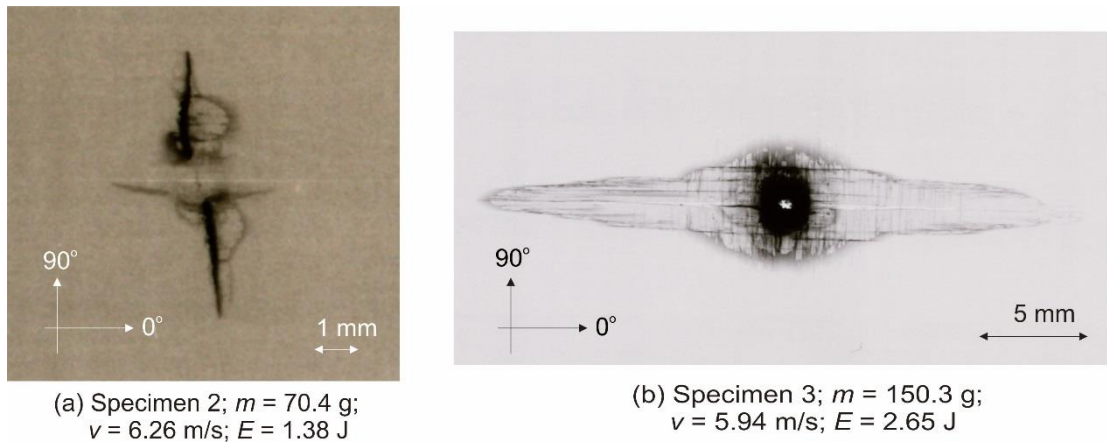 90°
0°
1 mm
(a) Specimen 2; m = 70.4 g;
v = 6.26 m/s; E = 1.38 J
90°
0°
5 mm
(b) Specimen 3; m = 150.3 g;
v = 5.94 m/s; E = 2.65 J